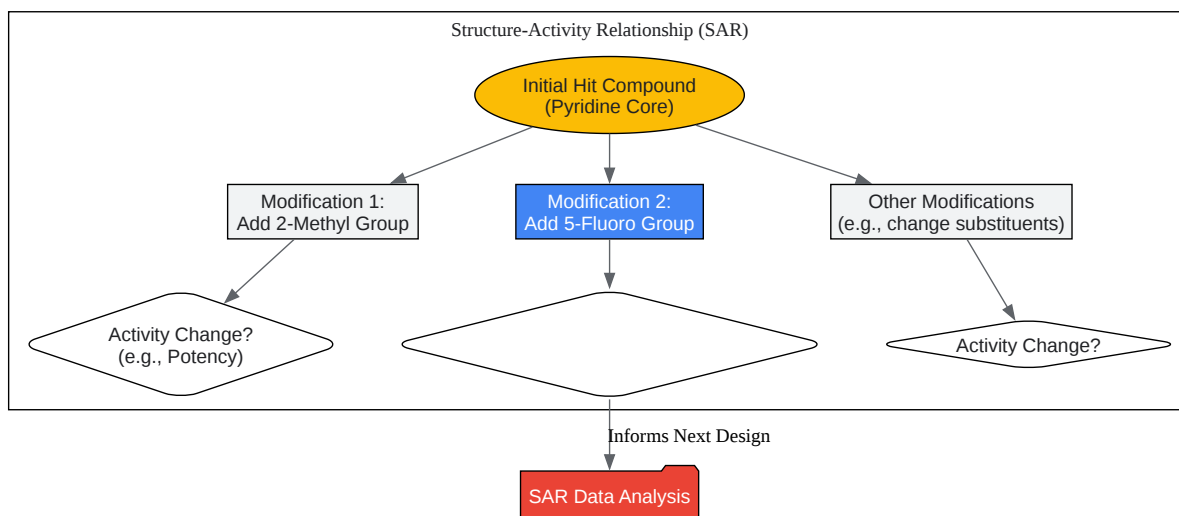 Structure-Activity Relationship (SAR)
Initial Hit Compound
(Pyridine Core)
Modification 1:
Add 2-Methyl Group
Modification 2:
Add 5-Fluoro Group
Other Modifications
(e.g., change substituents)
Activity Change?
(e.g., Potency)
Activity Change?
Informs Next Design
SAR Data Analysis